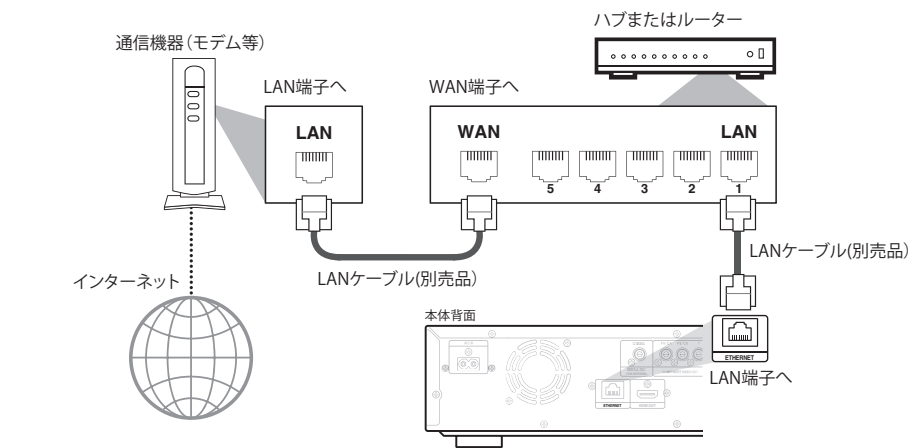 ハブまたはルーター
通信機器（モデム等）
LAN端子へ
WAN端子へ
LAN
WAN
LAN
5
4
3
2
1
LANケーブル(別売品)
LANケーブル(別売品)
インターネット
本体背面
ETHERNET
LAN端子へ
AC IN
ETHERNET
HDMI OUT